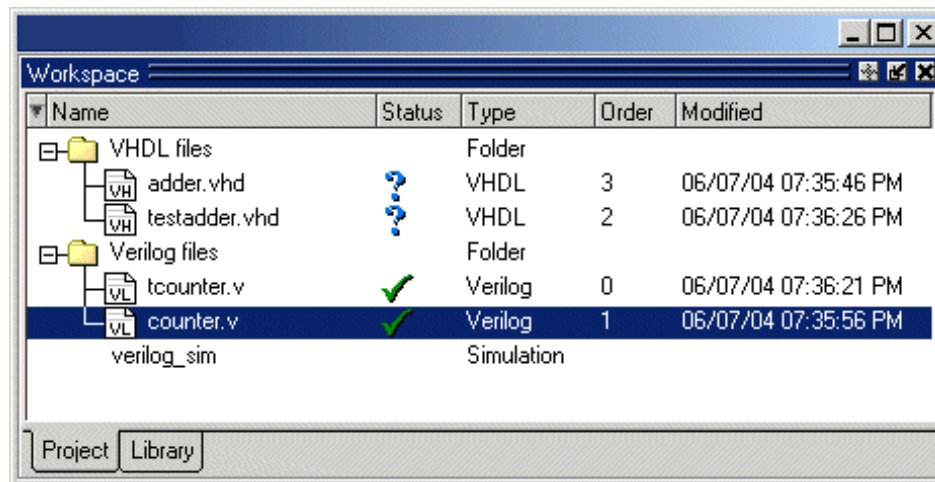 Workspace
Name Status Type Order Modified
VHDL files Folder
VH adder.vhd ? VHDL 3 06/07/04 07:35:46 PM
VH testadder.vhd ? VHDL 2 06/07/04 07:36:26 PM
Verilog files Folder
VL tcounter.v Verilog 0 06/07/04 07:36:21 PM
VL counter.v Verilog 1 06/07/04 07:35:56 PM
verilog_sim Simulation
Project Library